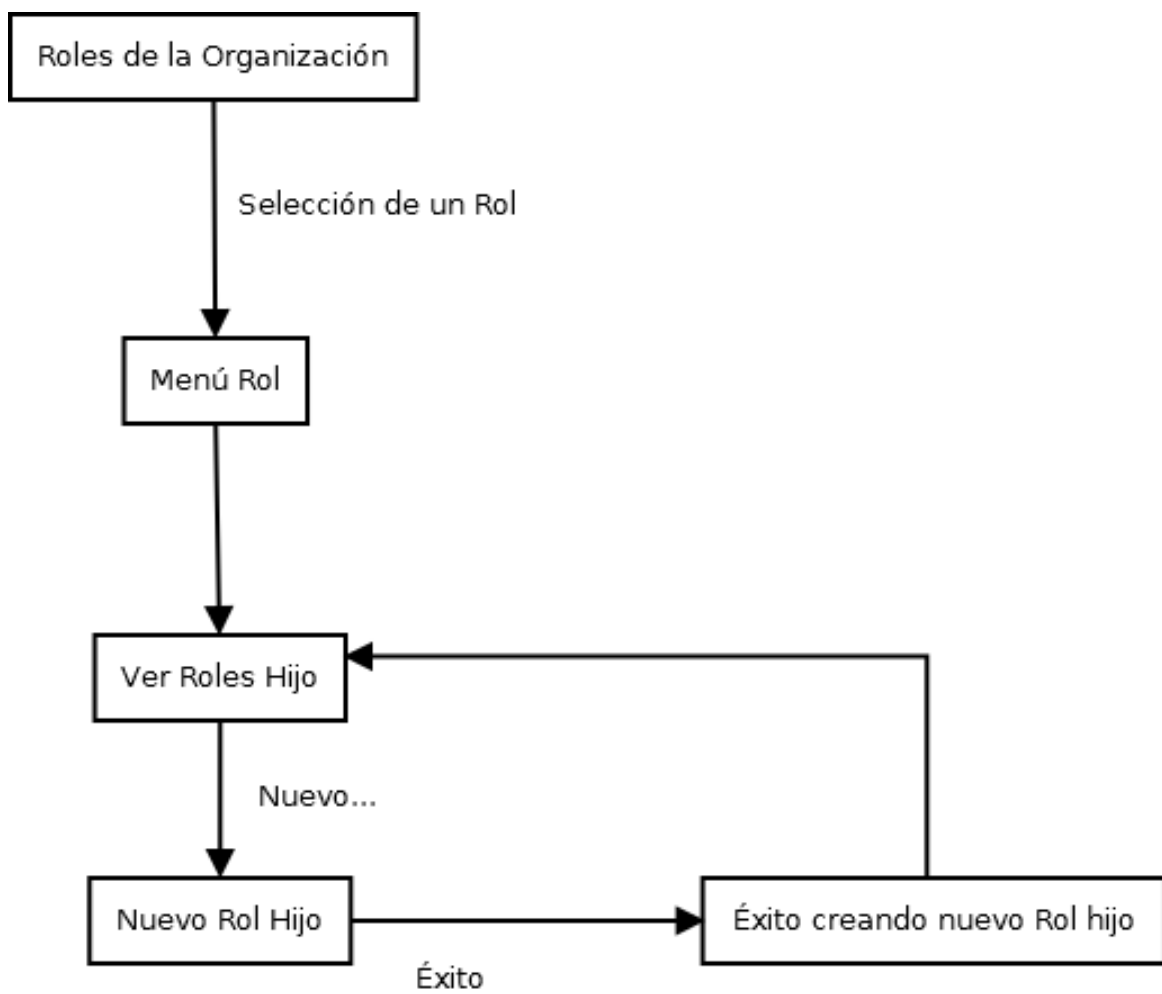 Roles de la Organización
Selección de un Rol
Menú Rol
Ver Roles Hijo
Nuevo...
Nuevo Rol Hijo
Éxito
Éxito creando nuevo Rol hijo